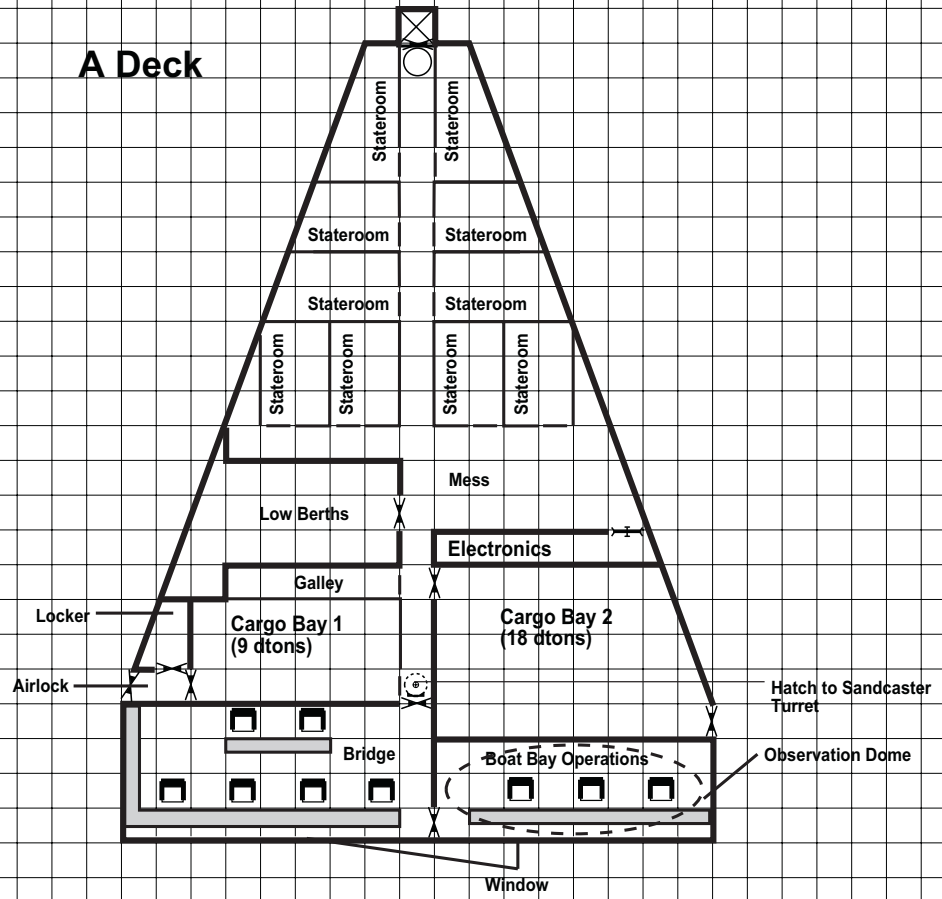 A Deck
Stateroom
Stateroom
Stateroom
Stateroom
Stateroom
Stateroom
Stateroom
Stateroom
Stateroom
Stateroom
Mess
Low Berths
Electronics
Galley
Locker
Cargo Bay 1
(9 dtons)
Cargo Bay 2
(18 dtons)
Airlock
Hatch to Sandcaster
Turret
Bridge
Boat Bay Operations
Observation Dome
Window